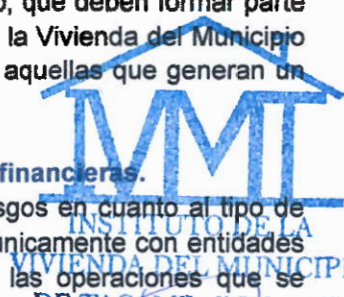 o, que deben formar parte
la Vivienda del Municipio
aquellas que generan un
financieras.
sgos en cuanto al tipo de
INSTITUTO DE LA
únicamente con entidades
VIVIENDA DEL MUNICIP
las operaciones que se